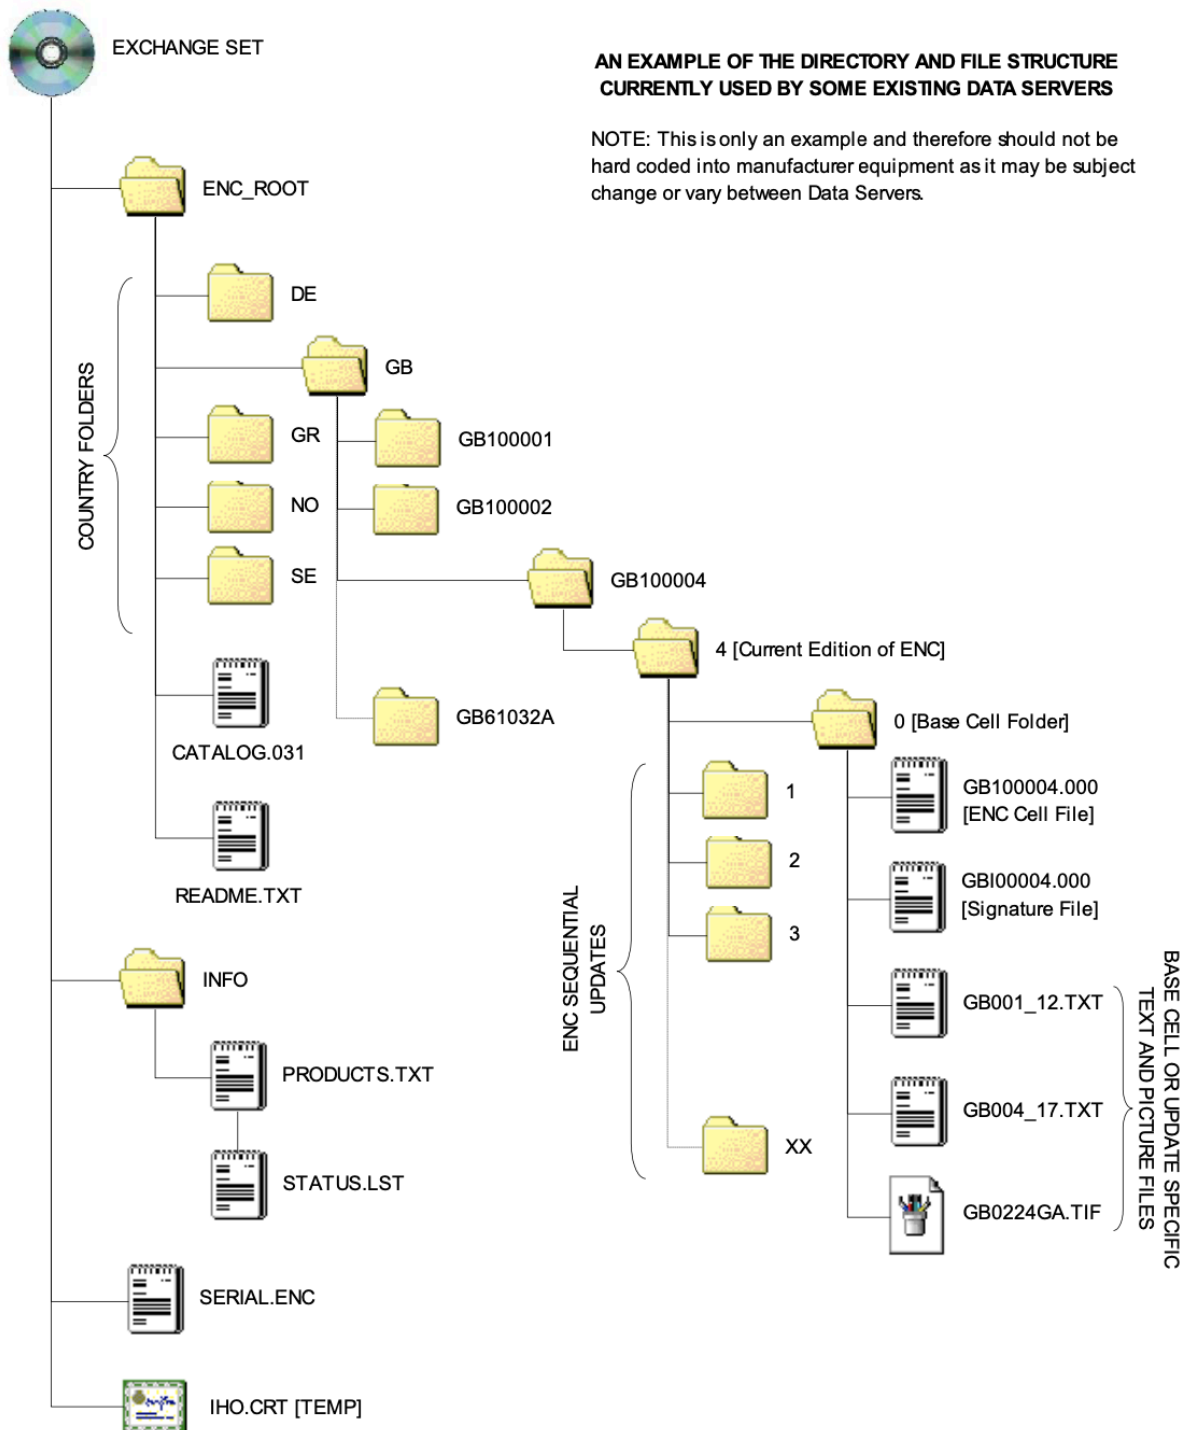 EXCHANGE SET
AN EXAMPLE OF THE DIRECTORY AND FILE STRUCTURE
CURRENTLY USED BY SOME EXISTING DATA SERVERS
NOTE: This is only an example and therefore should not be
hard coded into manufacturer equipment as it may be subject
change or vary between Data Servers.
ENC_ROOT
COUNTRY FOLDERS
DE
GB
GR
NO
SE
GB100001
GB100002
GB100004
GB61032A
4 [Current Edition of ENC]
CATALOG.031
README.TXT
0 [Base Cell Folder]
ENC SEQUENTIAL
UPDATES
1
2
3
XX
GB100004.000
[ENC Cell File]
GBI00004.000
[Signature File]
GB001_12.TXT
GB004_17.TXT
GB0224GA.TIF
BASE CELL OR UPDATE SPECIFIC
TEXT AND PICTURE FILES
INFO
PRODUCTS.TXT
STATUS.LST
SERIAL.ENC
IHO.CRT [TEMP]